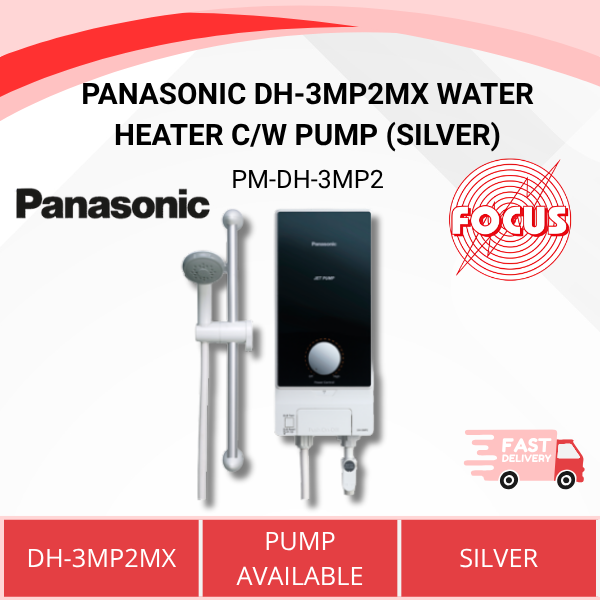 PANASONIC DH-3MP2MX WATER
HEATER C/W PUMP (SILVER)
PM-DH-3MP2
Panasonic
FOCUS
Panasonic
JET PUMP
FAST
DELIVERY
DH-3MP2MX
PUMP
AVAILABLE
SILVER